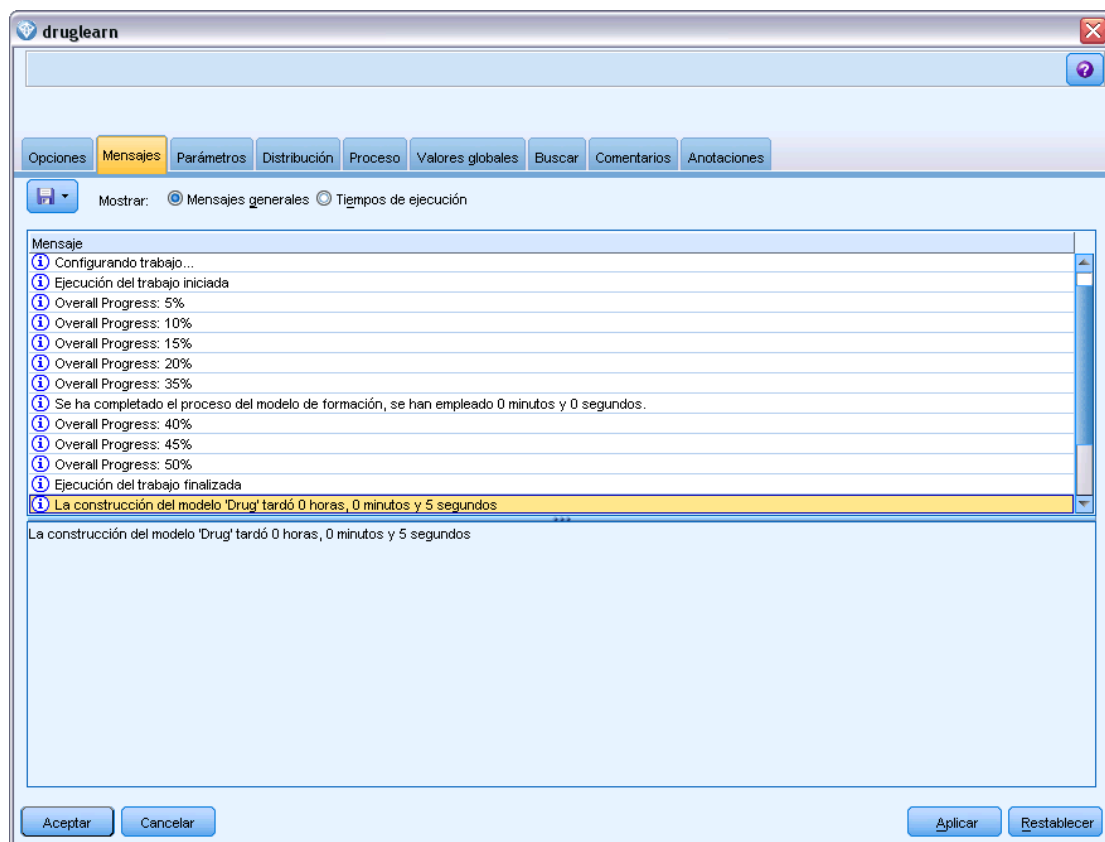 druglearn
Opciones Mensajes Parámetros Distribución Proceso Valores globales Buscar Comentarios Anotaciones
Mostrar: Mensajes generales Tiempos de ejecución
Mensaje
Configurando trabajo...
Ejecución del trabajo iniciada
Overall Progress: 5%
Overall Progress: 10%
Overall Progress: 15%
Overall Progress: 20%
Overall Progress: 35%
Se ha completado el proceso del modelo de formación, se han empleado 0 minutos y 0 segundos.
Overall Progress: 40%
Overall Progress: 45%
Overall Progress: 50%
Ejecución del trabajo finalizada
La construcción del modelo 'Drug' tardó 0 horas, 0 minutos y 5 segundos
La construcción del modelo 'Drug' tardó 0 horas, 0 minutos y 5 segundos
Aceptar Cancelar Aplicar Restablecer